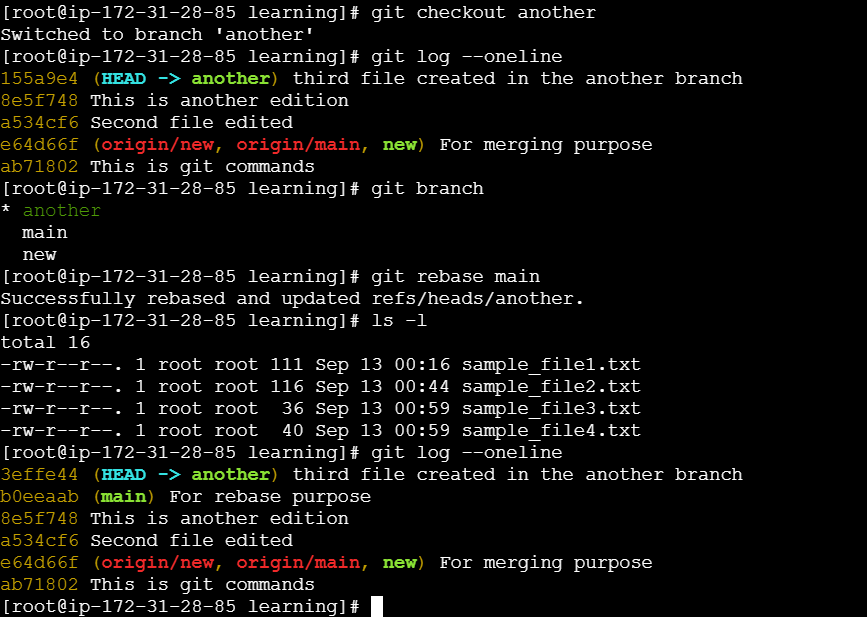 [root@ip-172-31-28-85 learning]# git checkout another
Switched to branch 'another'
[root@ip-172-31-28-85 learning]# git log --oneline
155a9e4 (HEAD -> another) third file created in the another branch
8e5f748 This is another edition
a534cf6 Second file edited
e64d66f (origin/new, origin/main, new) For merging purpose
ab71802 This is git commands
[root@ip-172-31-28-85 learning]# git branch
* another
  main
  new
[root@ip-172-31-28-85 learning]# git rebase main
Successfully rebased and updated refs/heads/another.
[root@ip-172-31-28-85 learning]# ls -l
total 16
-rw-r--r--. 1 root root 111 Sep 13 00:16 sample_file1.txt
-rw-r--r--. 1 root root 116 Sep 13 00:44 sample_file2.txt
-rw-r--r--. 1 root root  36 Sep 13 00:59 sample_file3.txt
-rw-r--r--. 1 root root  40 Sep 13 00:59 sample_file4.txt
[root@ip-172-31-28-85 learning]# git log --oneline
3effe44 (HEAD -> another) third file created in the another branch
b0eeaab (main) For rebase purpose
8e5f748 This is another edition
a534cf6 Second file edited
e64d66f (origin/new, origin/main, new) For merging purpose
ab71802 This is git commands
[root@ip-172-31-28-85 learning]#